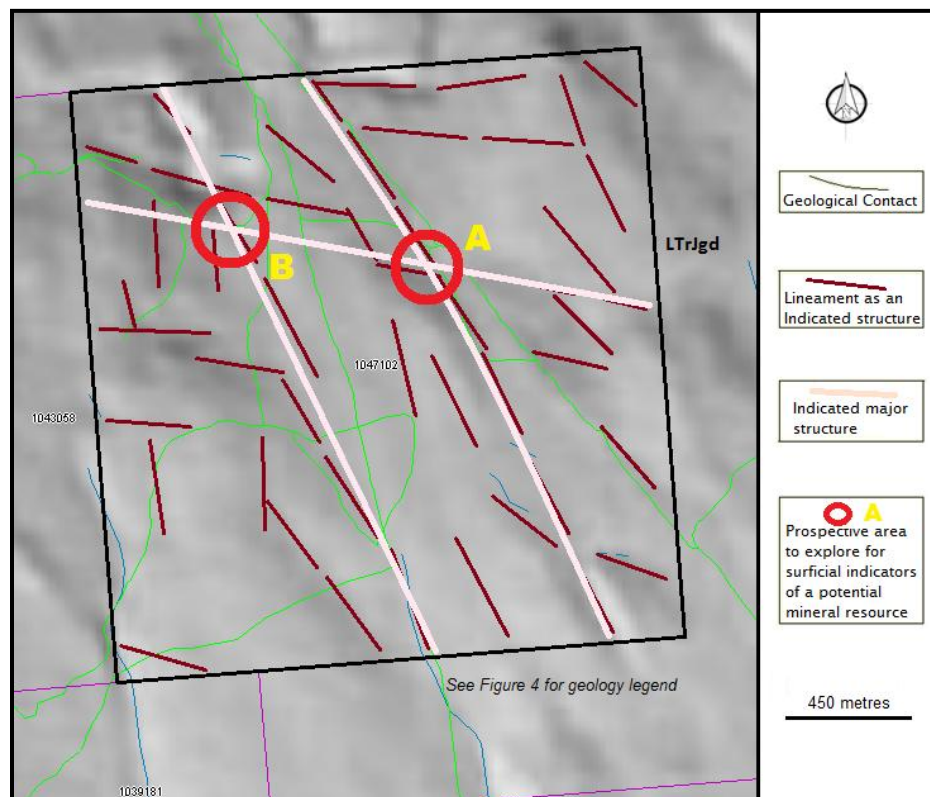 A
B
LTrJgd
1047102
1043058
See Figure 4 for geology legend
1039181
Geological Contact
Lineament as an
Indicated structure
Indicated major
structure
A
Prospective area
to explore for
surficial indicators
of a potential
mineral resource
450 metres